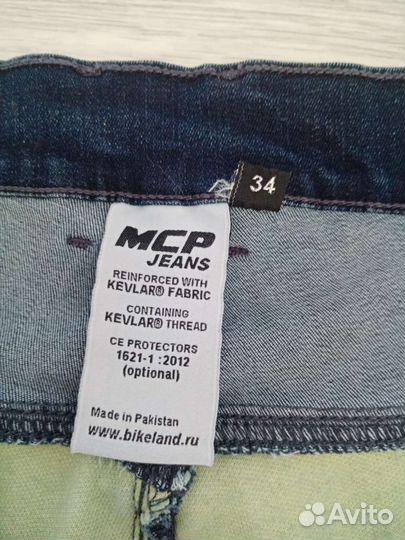 34
MCP
JEANS
REINFORCED WITH
KEVLAR® FABRIC
CONTAINING
KEVLAR® THREAD
CE PROTECTORS
1621-1 :2012
(optional)
Made in Pakistan
www.bikeland.ru
Avito